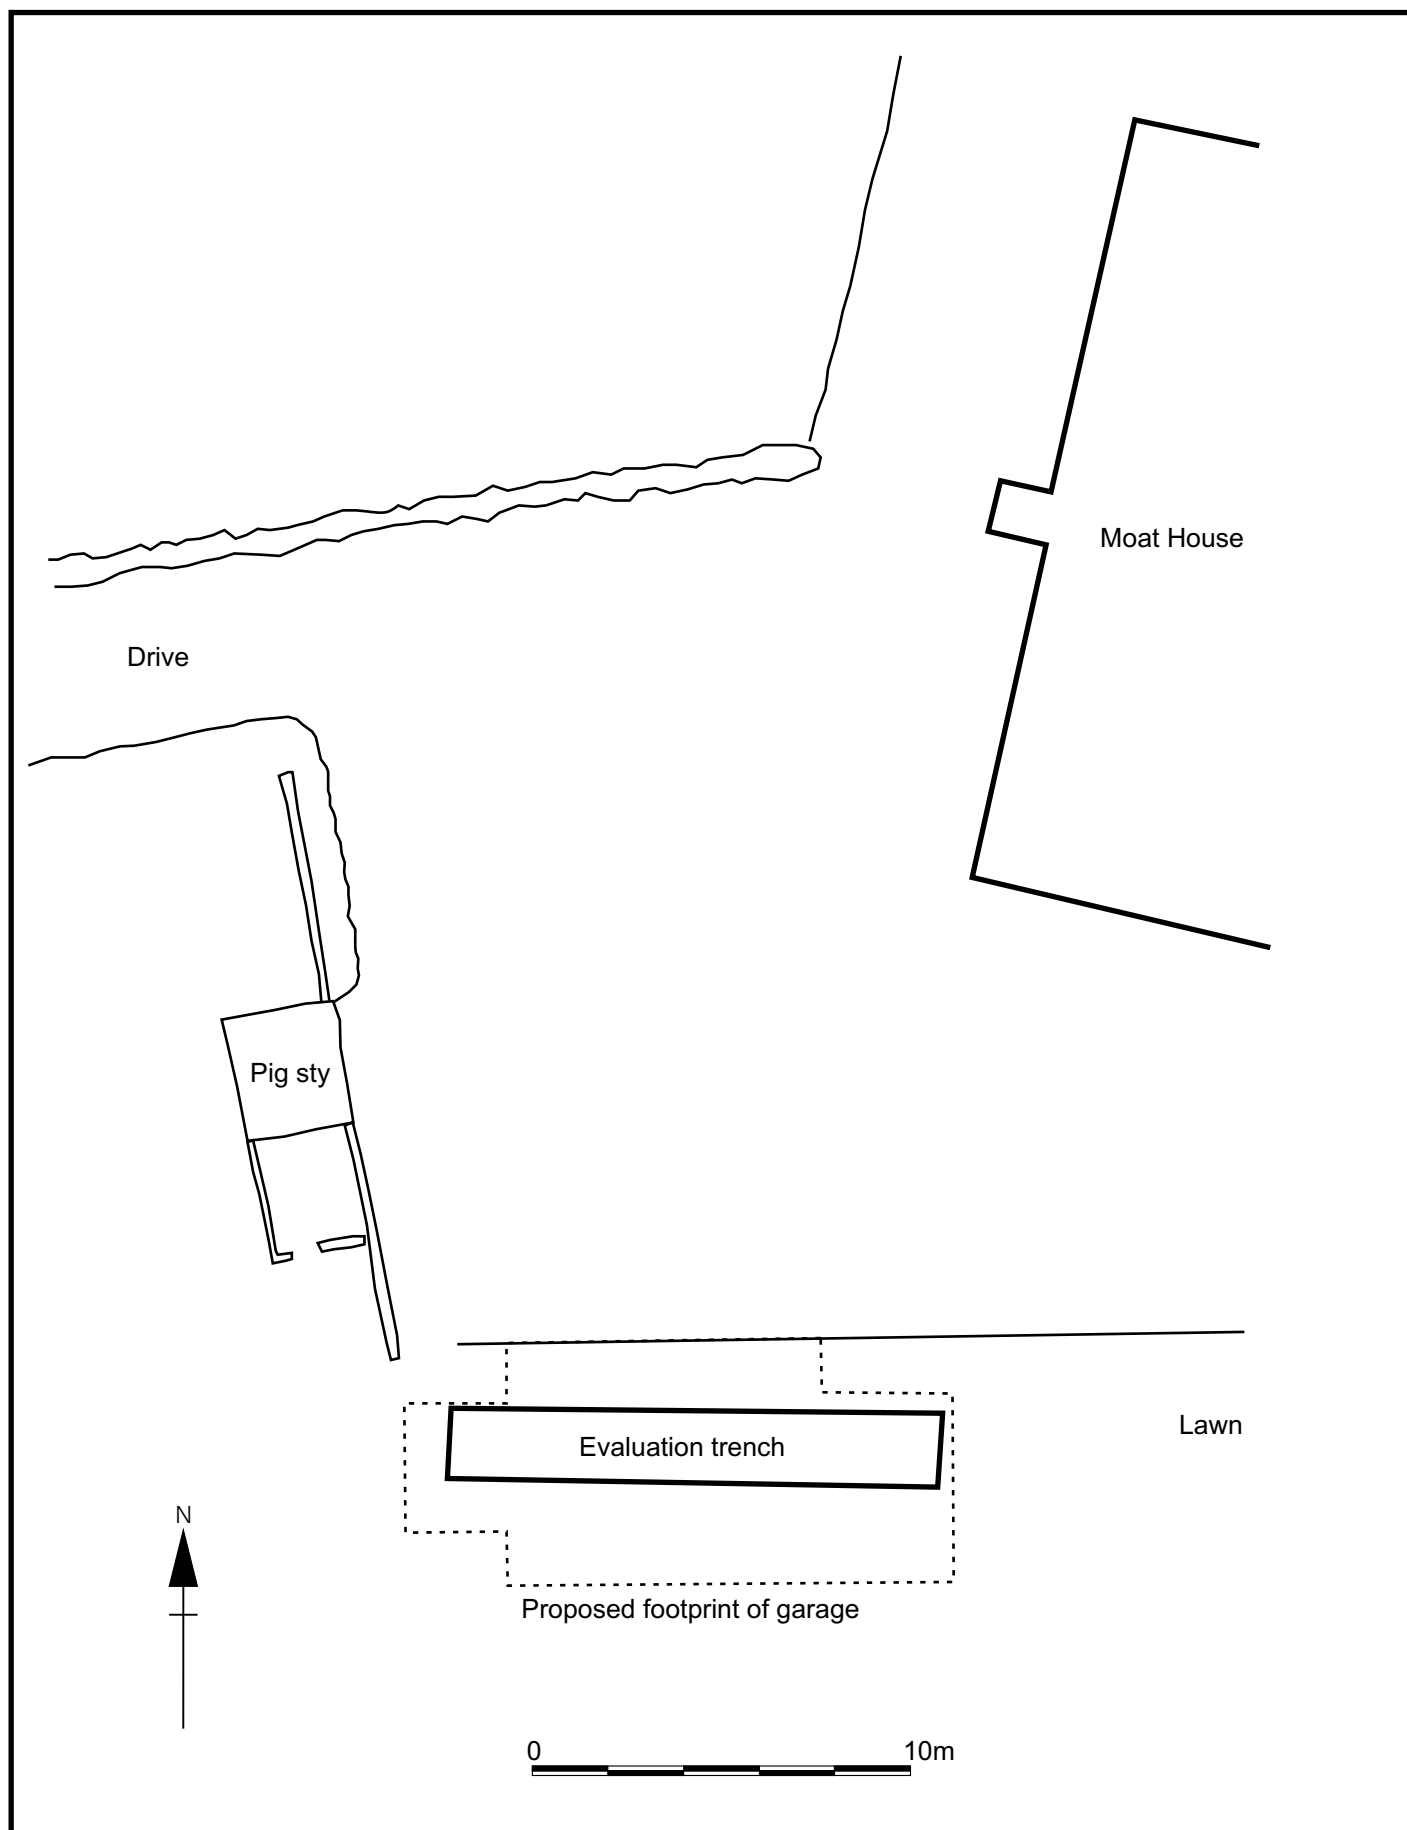 Moat House
Drive
Pig sty
Lawn
Evaluation trench
N
Proposed footprint of garage
0 10m